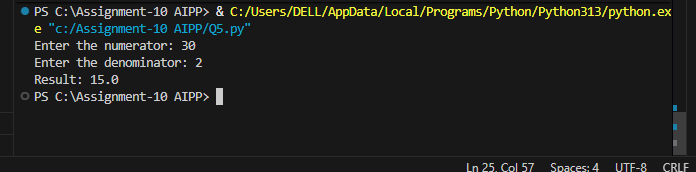 PS C:\Assignment-10 AIPP> & C:/Users/DELL/AppData/Local/Programs/Python/Python313/python.ex
e "c:/Assignment-10 AIPP/Q5.py"
Enter the numerator: 30
Enter the denominator: 2
Result: 15.0
PS C:\Assignment-10 AIPP>
Ln 25, Col 57 Spaces: 4 UTF-8 CRLF